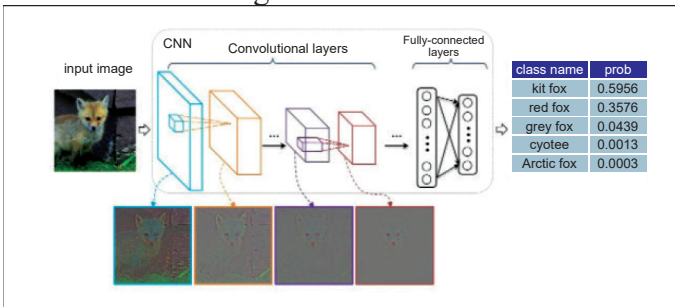 CNN
Convolutional layers
Fully-connected
layers
input image
...
...
class name prob
kit fox 0.5956
red fox 0.3576
grey fox 0.0439
cyotee 0.0013
Arctic fox 0.0003